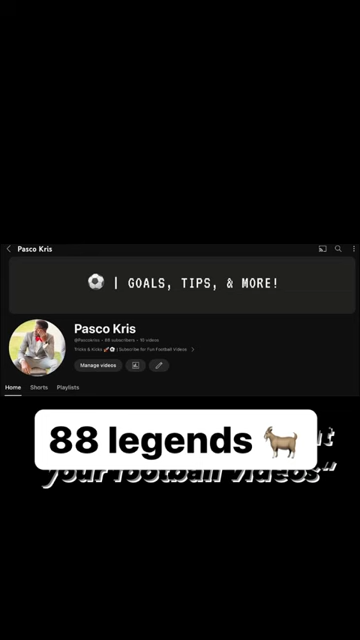 Pasco Kris
⚽ | GOALS, TIPS, & MORE!
Pasco Kris
@Pascokriss • 88 subscribers • 10 videos
Tricks & Kicks 🚀⚽ | Subscribe for Fun Football Videos
Manage videos
Home Shorts Playlists
88 legends 🐐
your football videos"